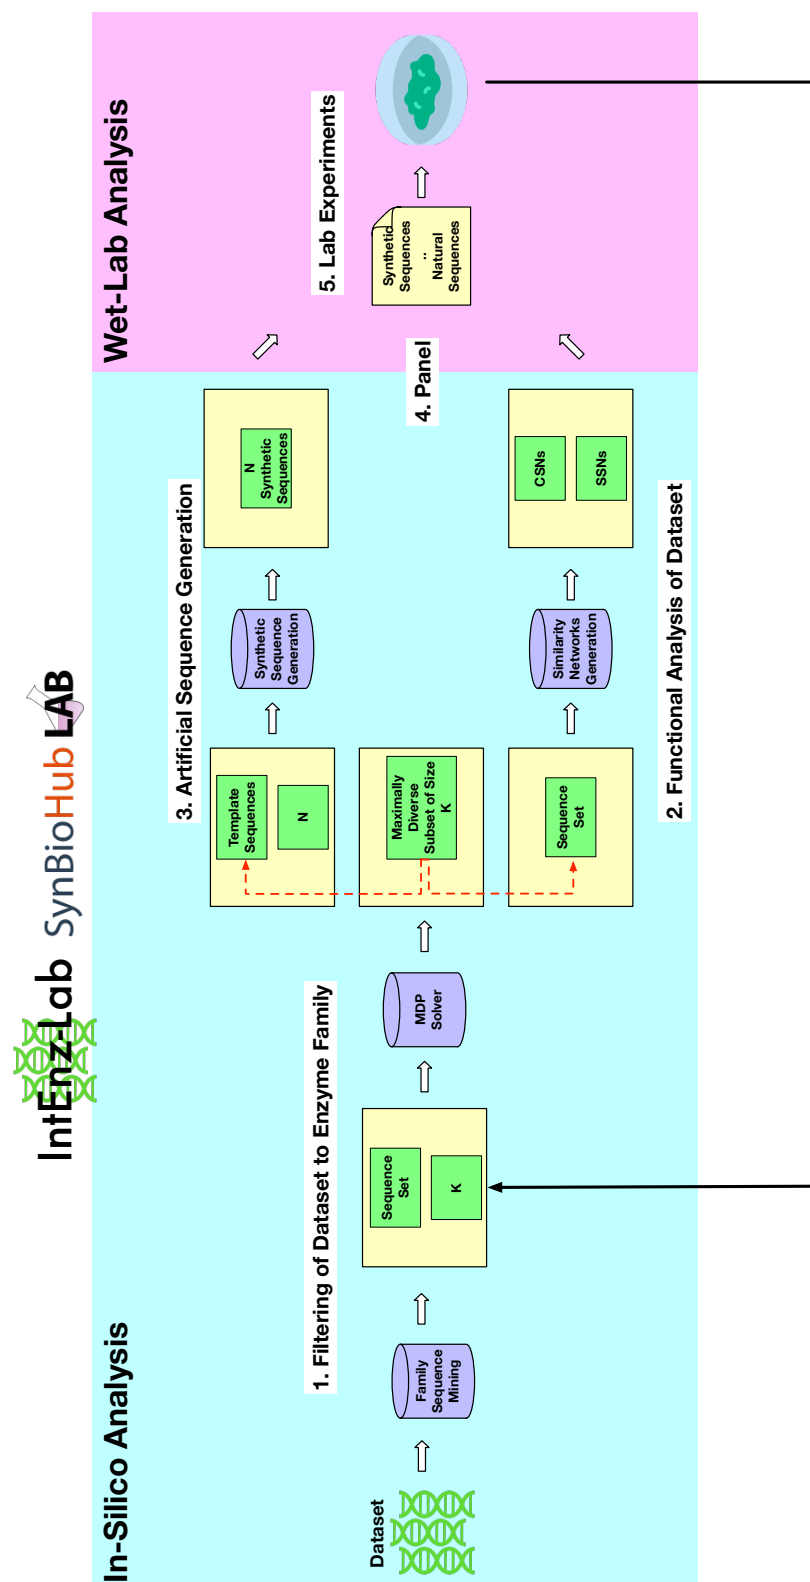 IntEnz-Lab SynBioHub LAB
In-Silico Analysis
Wet-Lab Analysis
Dataset
Family
Sequence
Mining
1. Filtering of Dataset to Enzyme Family
Sequence
Set
K
MDP
Solver
Maximally
Diverse
Subset of Size
K
3. Artificial Sequence Generation
Template
Sequences
N
Synthetic
Sequence
Generation
N
Synthetic
Sequences
2. Functional Analysis of Dataset
Sequence
Set
Similarity
Networks
Generation
CSNs
SSNs
4. Panel
Synthetic
Sequences
..
Natural
Sequences
5. Lab Experiments